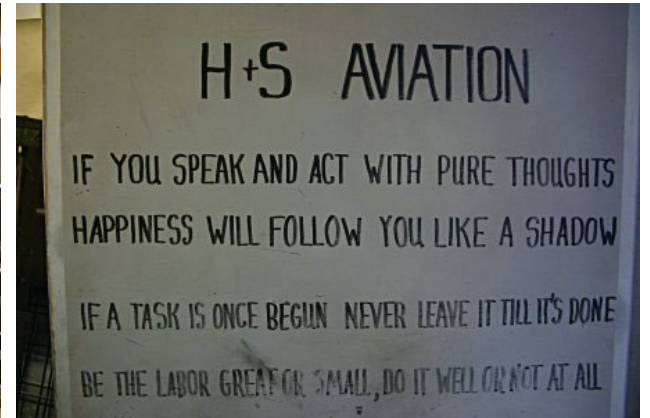 H+S AVIATION
IF YOU SPEAK AND ACT WITH PURE THOUGHTS
HAPPINESS WILL FOLLOW YOU LIKE A SHADOW
IF A TASK IS ONCE BEGUN NEVER LEAVE IT TILL IT'S DONE
BE THE LABOR GREAT OR SMALL, DO IT WELL OR NOT AT ALL